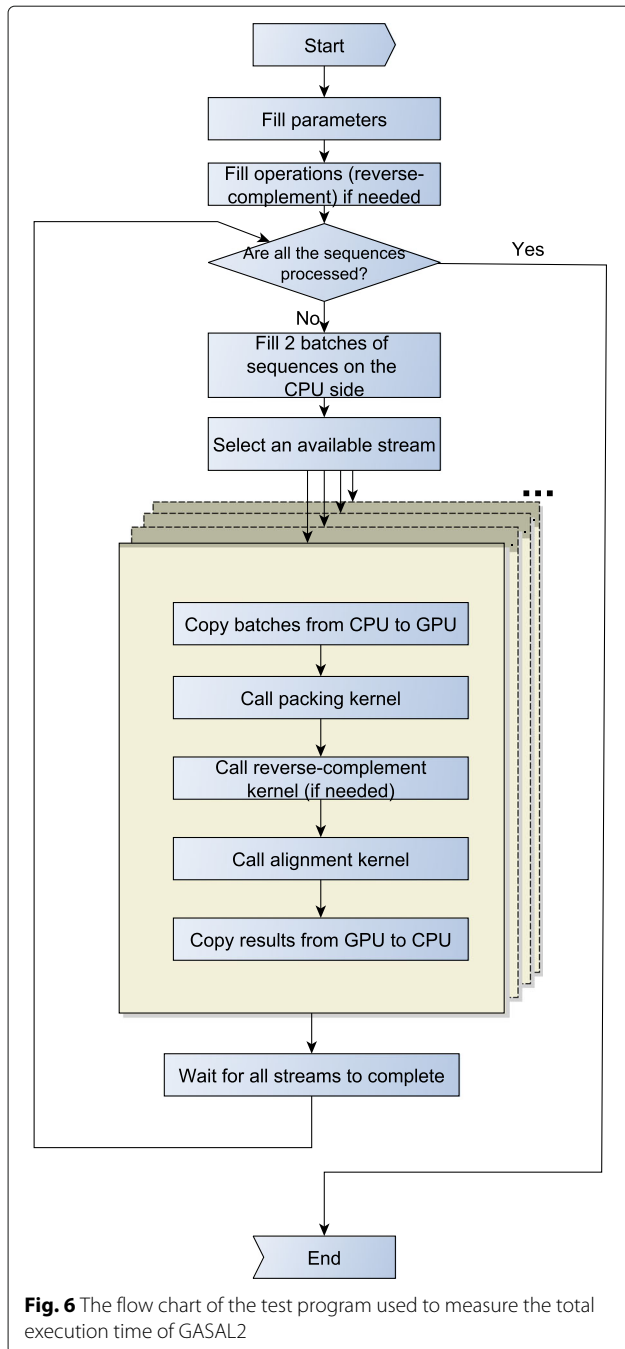 Start
Fill parameters
Fill operations (reverse-
complement) if needed
Are all the sequences
processed?
Yes
No
Fill 2 batches of
sequences on the
CPU side
Select an available stream
...
Copy batches from CPU to GPU
Call packing kernel
Call reverse-complement
kernel (if needed)
Call alignment kernel
Copy results from GPU to CPU
Wait for all streams to complete
End
Fig. 6 The flow chart of the test program used to measure the total
execution time of GASAL2